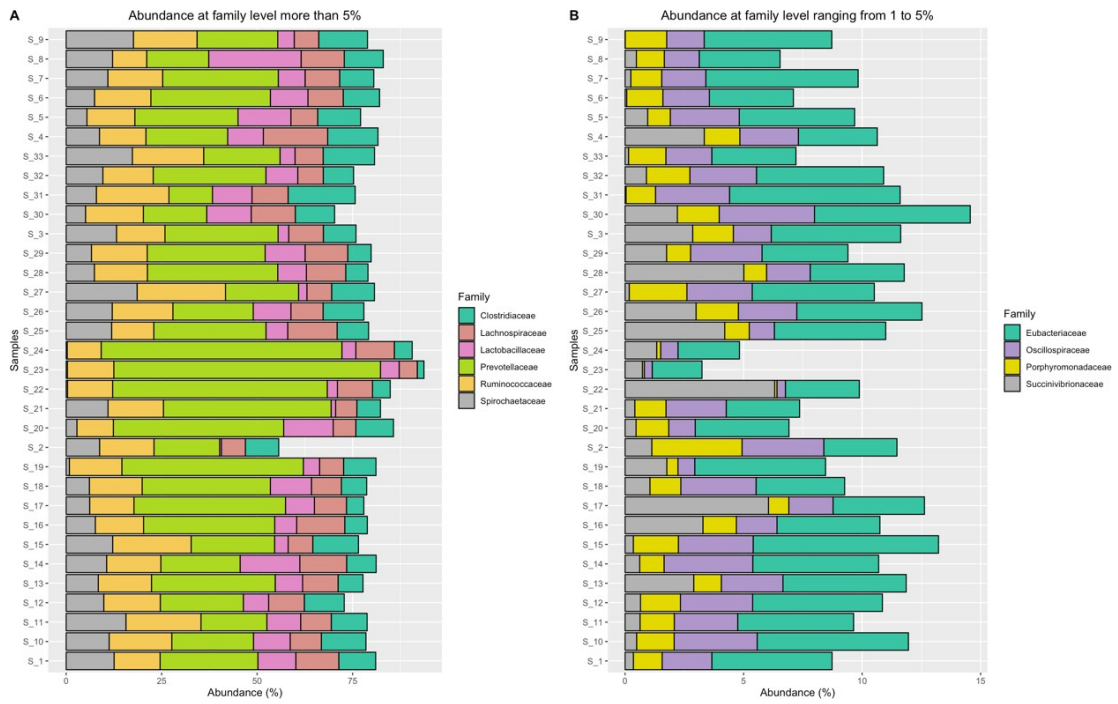 A
Abundance at family level more than 5%
S_9
S_8
S_7
S_6
S_5
S_4
S_33
S_32
S_31
S_30
S_3
S_29
S_28
S_27
S_26
S_25
S_24
S_23
S_22
S_21
S_20
S_2
S_19
S_18
S_17
S_16
S_15
S_14
S_13
S_12
S_11
S_10
S_1
Samples
0
25
50
75
Abundance (%)
Family
Clostridiaceae
Lachnospiraceae
Lactobacillaceae
Prevotellaceae
Ruminococcaceae
Spirochaetaceae
B
Abundance at family level ranging from 1 to 5%
S_9
S_8
S_7
S_6
S_5
S_4
S_33
S_32
S_31
S_30
S_3
S_29
S_28
S_27
S_26
S_25
S_24
S_23
S_22
S_21
S_20
S_2
S_19
S_18
S_17
S_16
S_15
S_14
S_13
S_12
S_11
S_10
S_1
Samples
0
5
10
15
Abundance (%)
Family
Eubacteriaceae
Oscillospiraceae
Porphyromonadaceae
Succinivibrionaceae